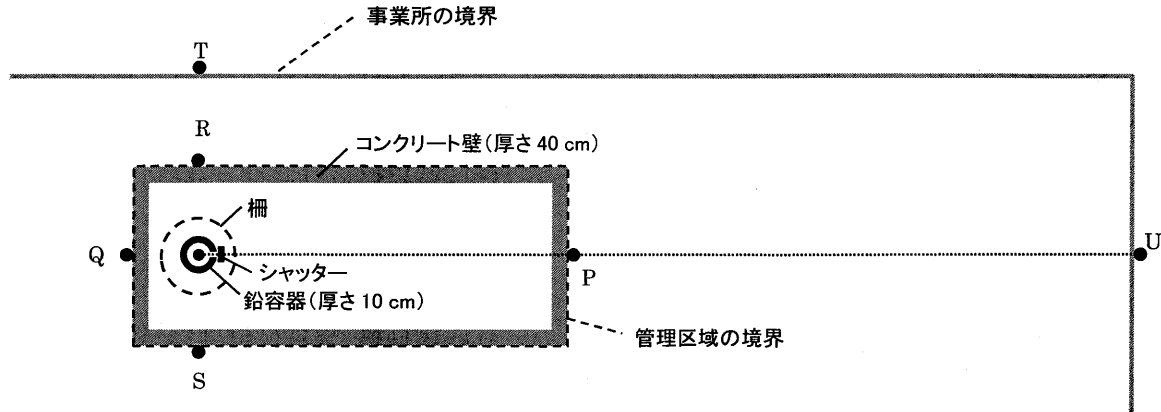 事業所の境界
T
R
コンクリート壁(厚さ 40 cm)
柵
Q
U
シャッター
P
鉛容器(厚さ 10 cm)
管理区域の境界
S